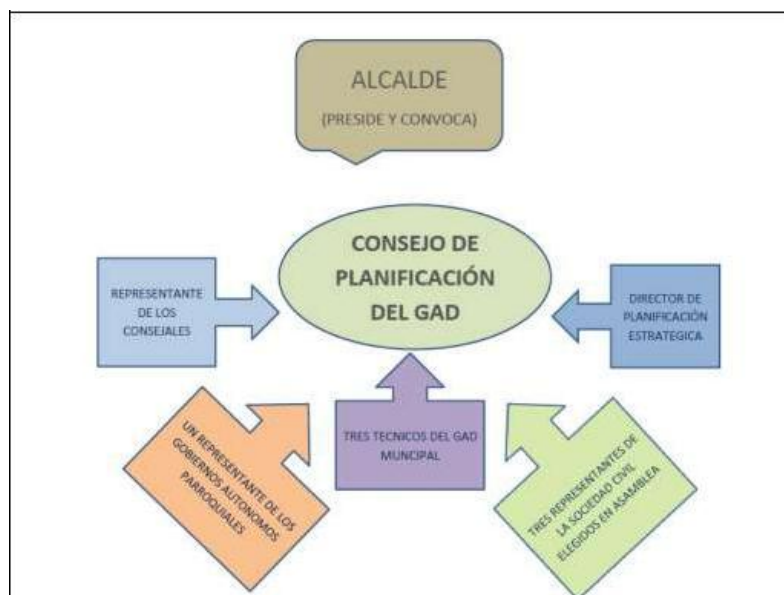 ALCALDE
(PRESIDE Y CONVOCA)
CONSEJO DE
PLANIFICACIÓN
DEL GAD
REPRESENTANTE
DE LOS
CONSEJALES
DIRECTOR DE
PLANIFICACIÓN
ESTRATEGICA
UN REPRESENTANTE DE LOS
GOBIERNOS AUTONOMOS
PARROQUIALES
TRES TECNICOS DEL GAD
MUNCIPAL
TRES REPRESENTANTES DE
LA SOCIEDAD CIVIL
ELEGIDOS EN ASAMBLEA